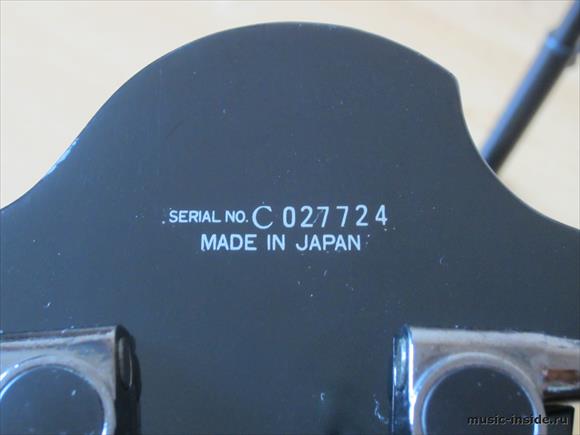 SERIAL NO. C 027724
MADE IN JAPAN
music-inside.ru